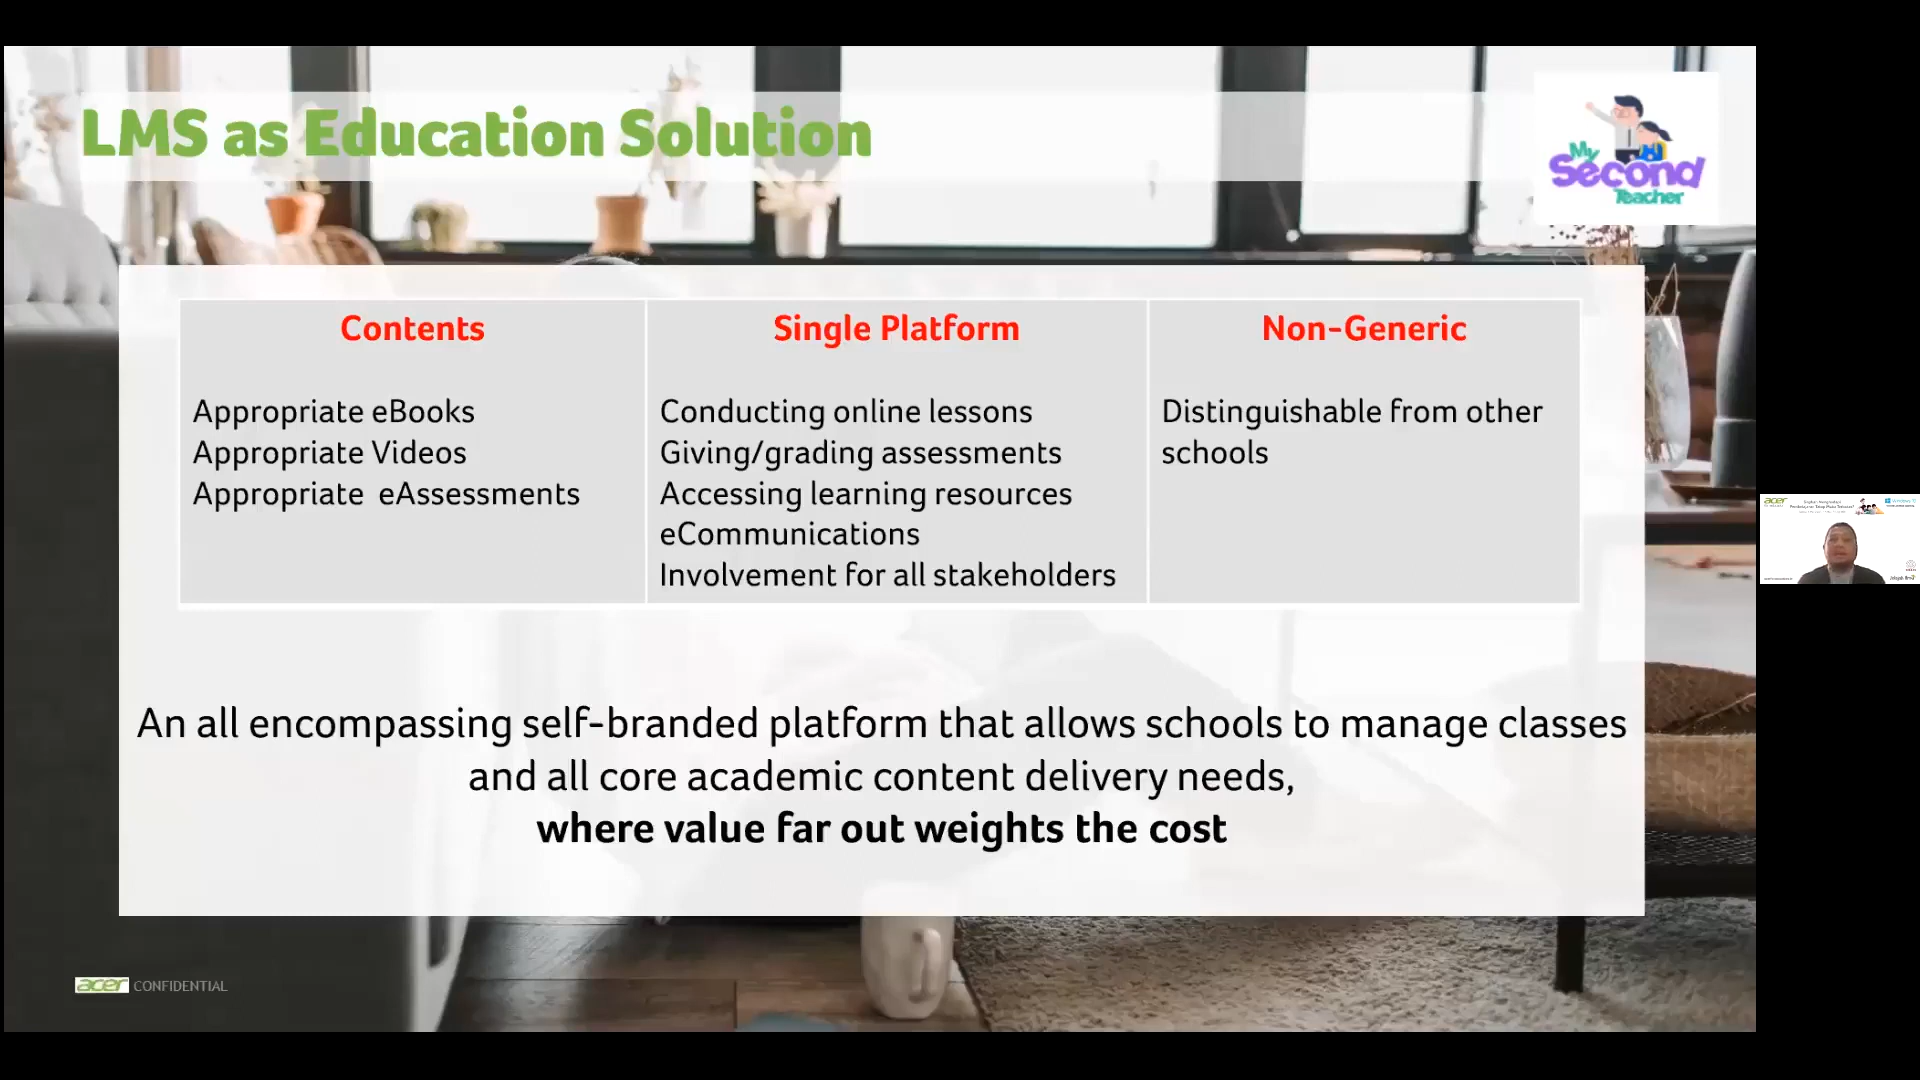 LMS as Education Solution
My
Second
Teacher
Contents
Appropriate eBooks
Appropriate Videos
Appropriate eAssessments
Single Platform
Conducting online lessons
Giving/grading assessments
Accessing learning resources
eCommunications
Involvement for all stakeholders
Non-Generic
Distinguishable from other
schools
An all encompassing self-branded platform that allows schools to manage classes
and all core academic content delivery needs,
where value far out weights the cost
acer CONFIDENTIAL
acer